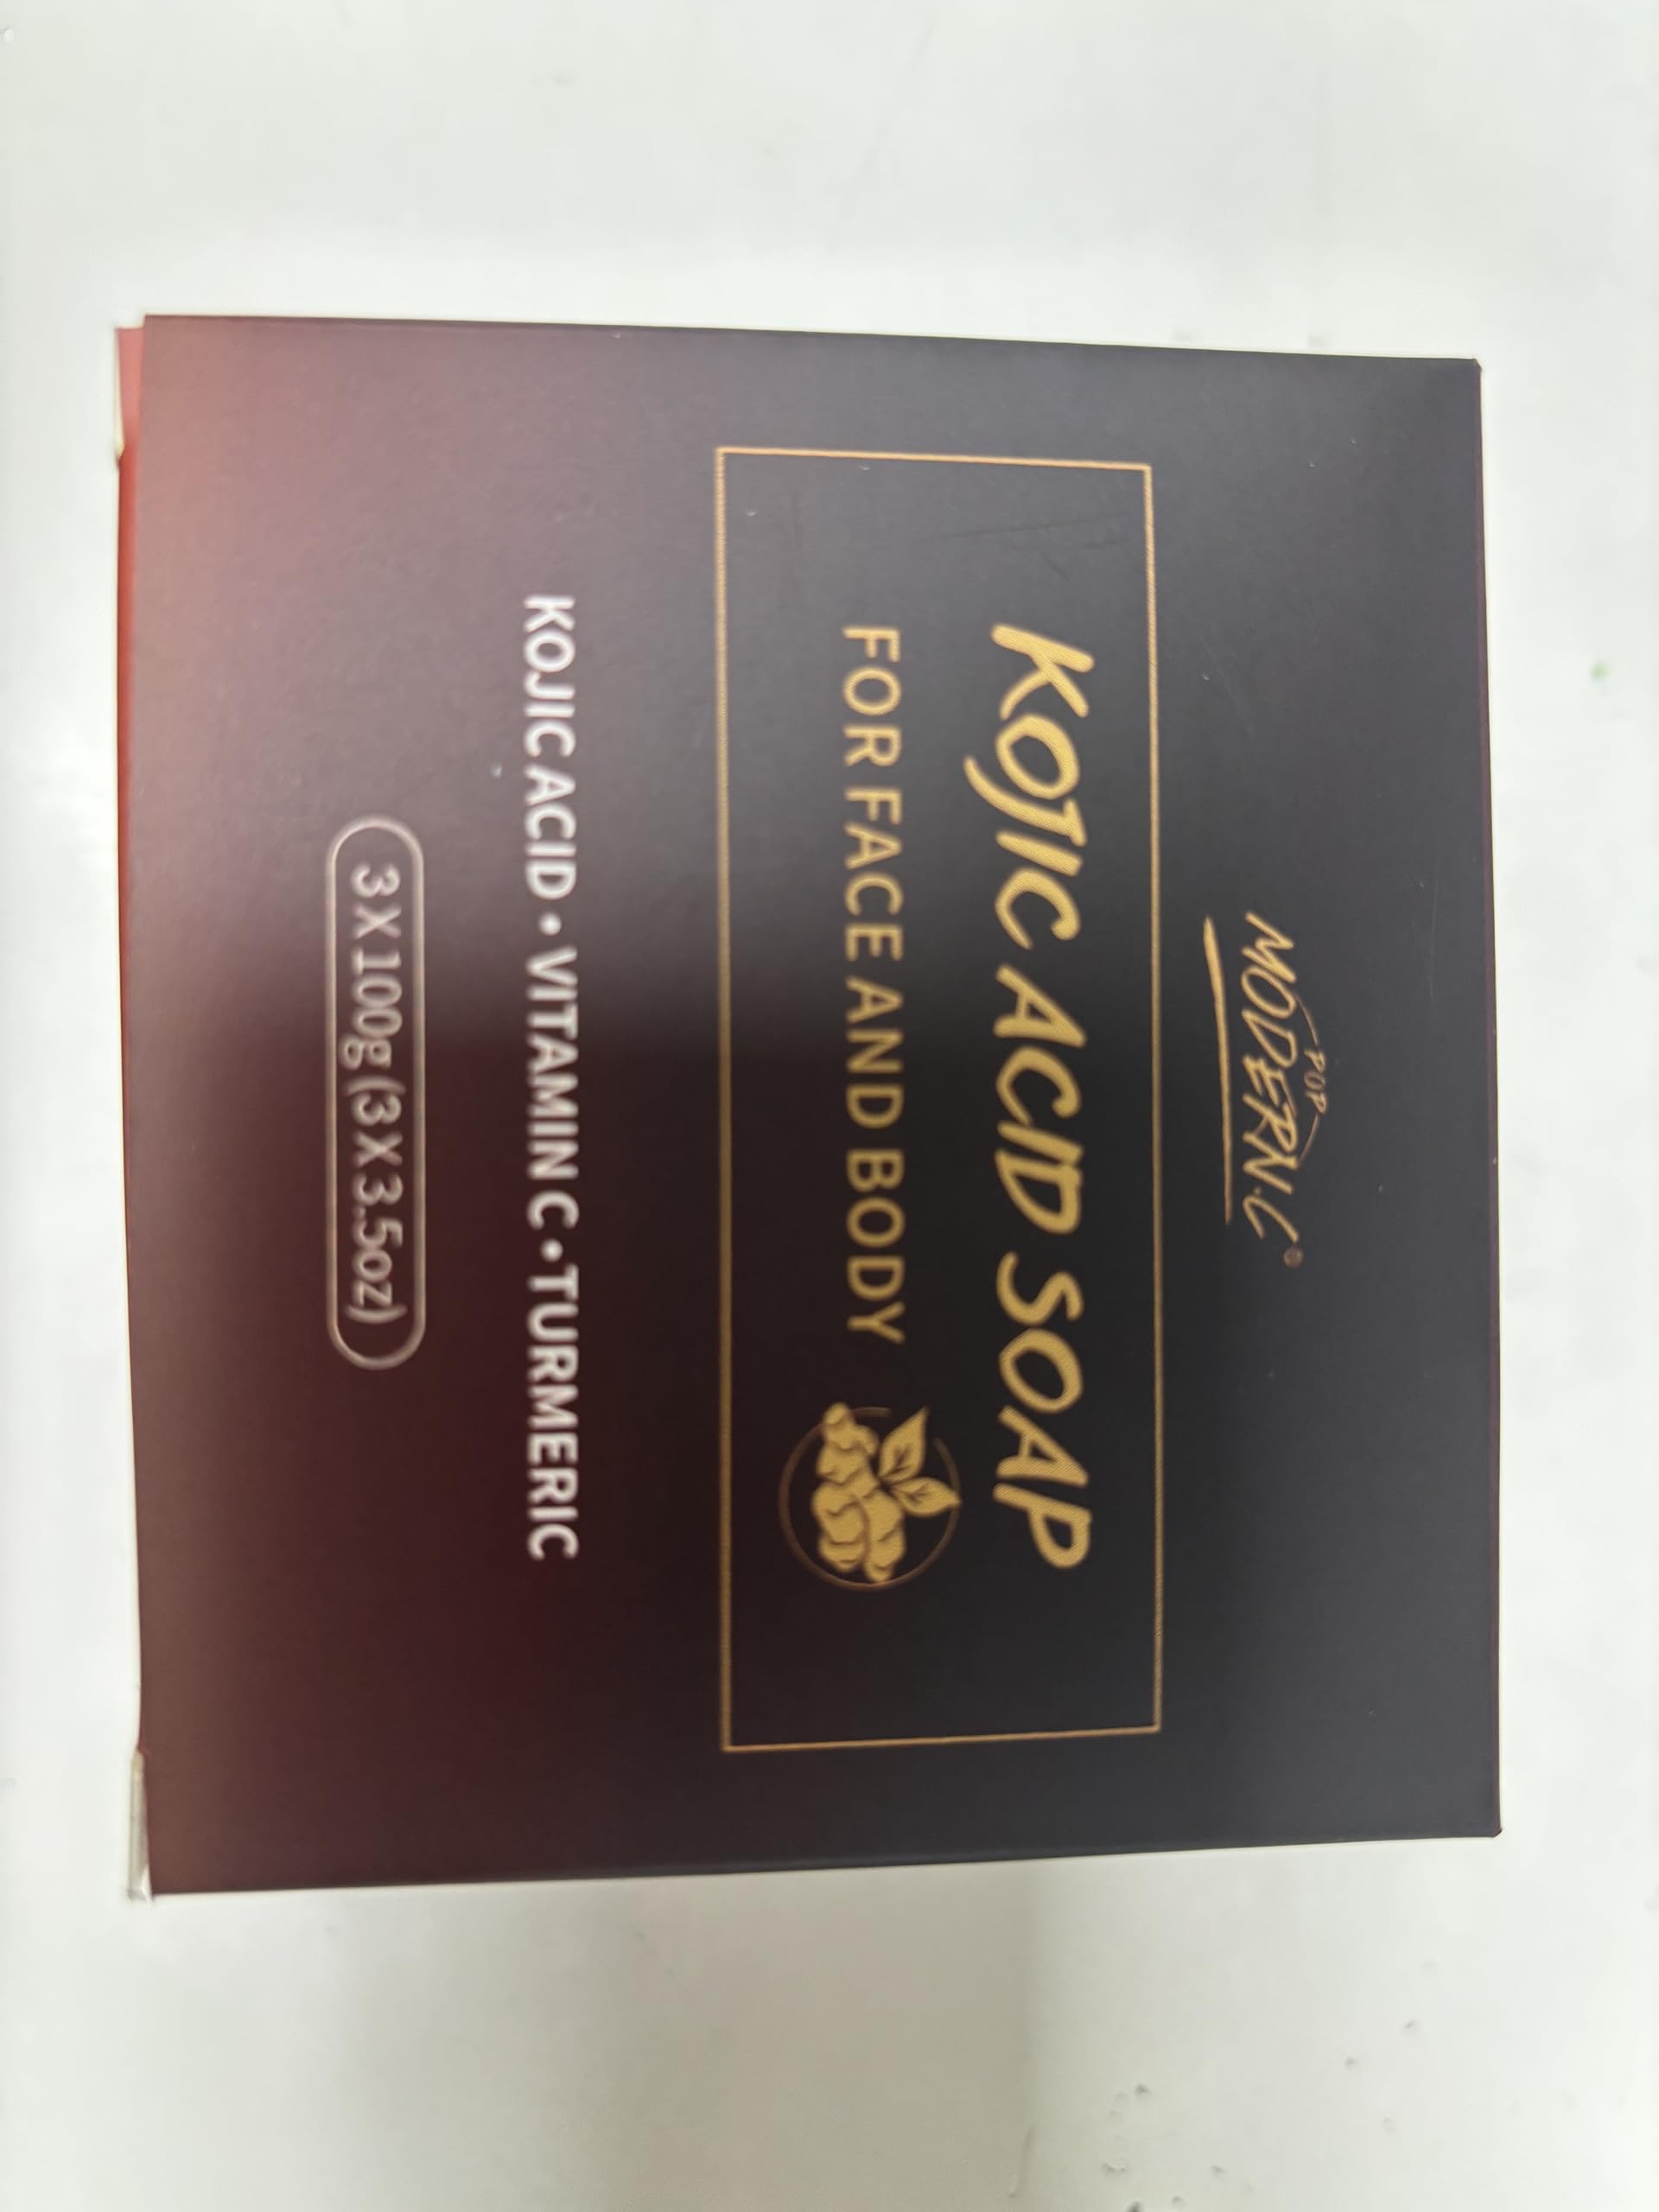 POP
MODERN.C®
KOJIC ACID SOAP
FOR FACE AND BODY
KOJIC ACID • VITAMIN C • TURMERIC
3 X 100g (3 X 3.5oz)